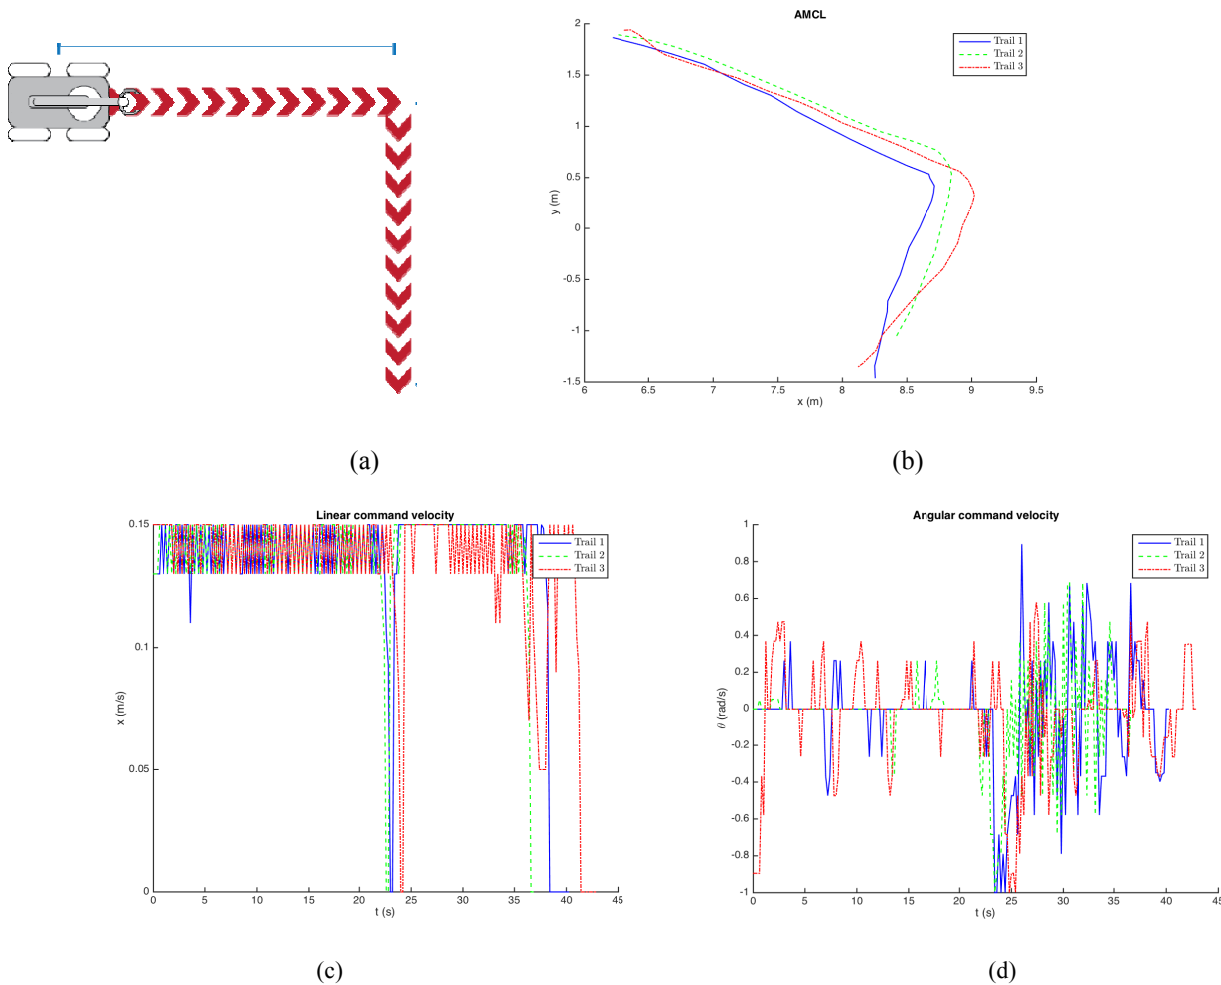 AMCL
2
1.5
1
0.5
0
-0.5
-1
-1.5
y (m)
6
6.5
7
7.5
8
8.5
9
9.5
x (m)
Trail 1
Trail 2
Trail 3
(a)
(b)
Linear command velocity
0.15
0.1
0.05
0
x (m/s)
0
5
10
15
20
25
30
35
40
45
t (s)
Trail 1
Trail 2
Trail 3
Angular command velocity
1
0.8
0.6
0.4
0.2
0
-0.2
-0.4
-0.6
-0.8
-1
θ (rad/s)
0
5
10
15
20
25
30
35
40
45
t (s)
Trail 1
Trail 2
Trail 3
(c)
(d)